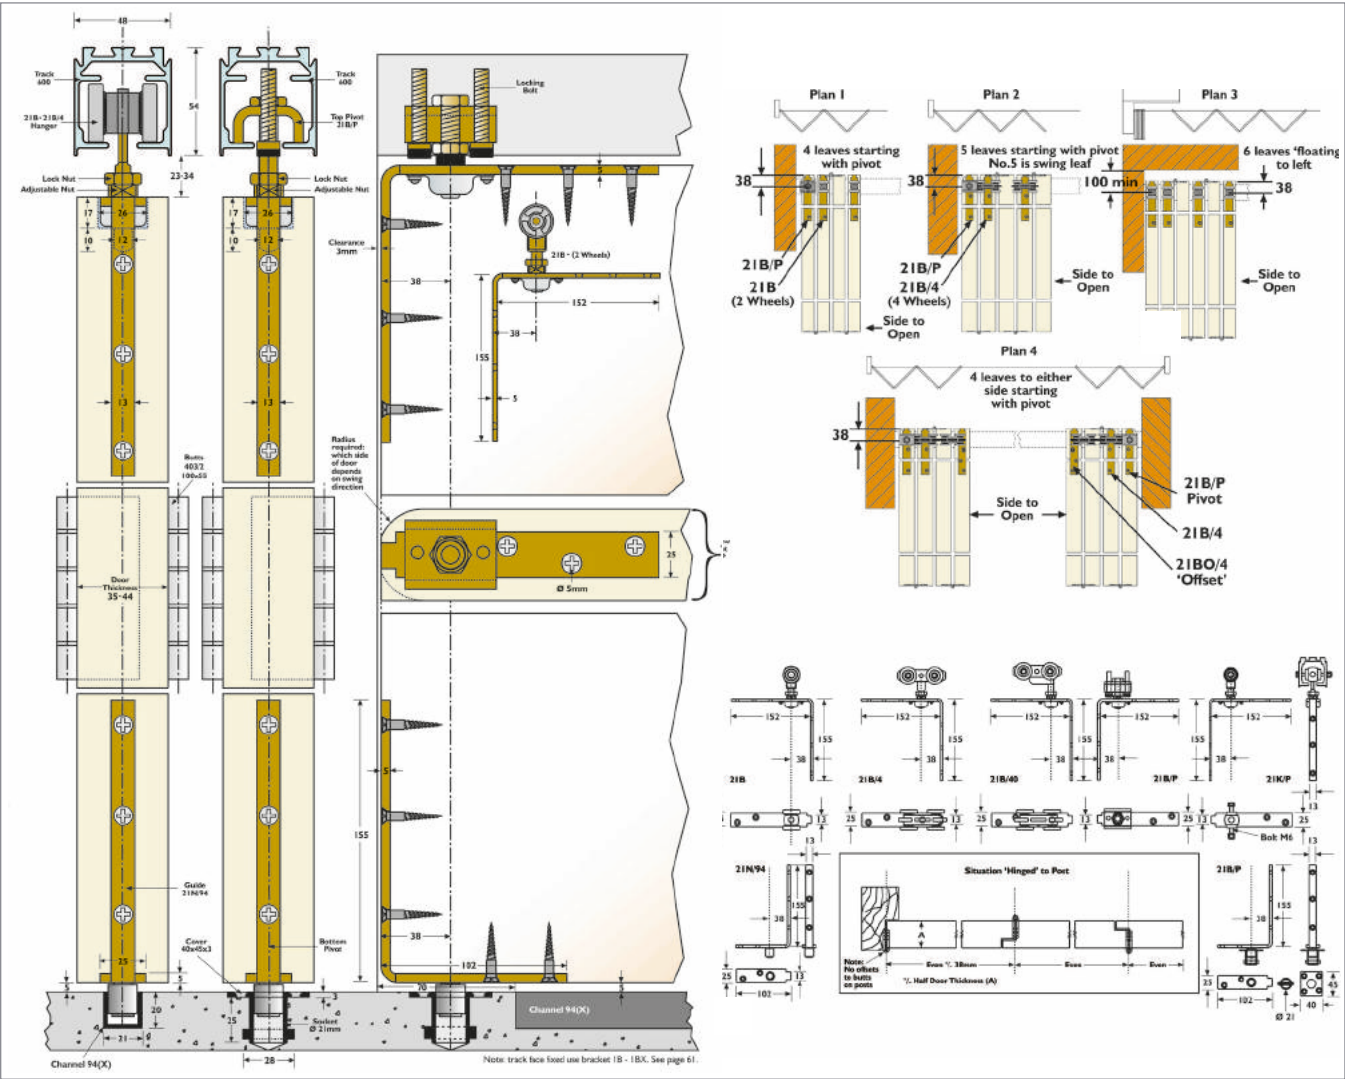 48
Track
600
54
21B - 21B/4
Hanger
Lock Nut
Adjustable Nut
23-34
17
26
10
12
13
Track
600
Top Pivot
21B/P
Lock Nut
Adjustable Nut
17
26
10
12
13
Butts
403/2
100x55
Door
Thickness
35-44
Guide
21N/94
Cover
40x45x3
Bottom
Pivot
25
5
5
20
21
Channel 94(X)
3
25
Socket
Ø 21mm
28
Locking
Bolt
5
Clearance
3mm
38
21B - (2 Wheels)
152
38
155
5
Radius
required:
which side
of door
depends
on swing
direction
25
Ø 5mm
5
155
38
102
70
5
Channel 94(X)
Note: track face fixed use bracket 1B - 1BX. See page 61.
Plan 1
4 leaves starting
with pivot
38
21B/P
21B
(2 Wheels)
Side to
Open
Plan 2
5 leaves starting with pivot
No.5 is swing leaf
38
21B/P
21B/4
(4 Wheels)
Side to
Open
Plan 3
6 leaves 'floating
to left
100 min
38
Side to
Open
Plan 4
4 leaves to either
side starting
with pivot
38
Side to
Open
21B/P
Pivot
21B/4
21BO/4
'Offset'
152
155
38
21B
152
155
38
21B/4
152
155
38
21B/40
152
155
38
21B/P
152
155
38
21K/P
13
25
13
25
13
25
13
25
13
25
Bolt M6
13
13
21N/94
38
155
25
13
102
Situation 'Hinged' to Post
A
Note:
No offsets
to butts
on posts
Even */. 38mm
Even
Even
*/. Half Door Thickness (A)
21B/P
155
38
25
102
Ø 21
40
45